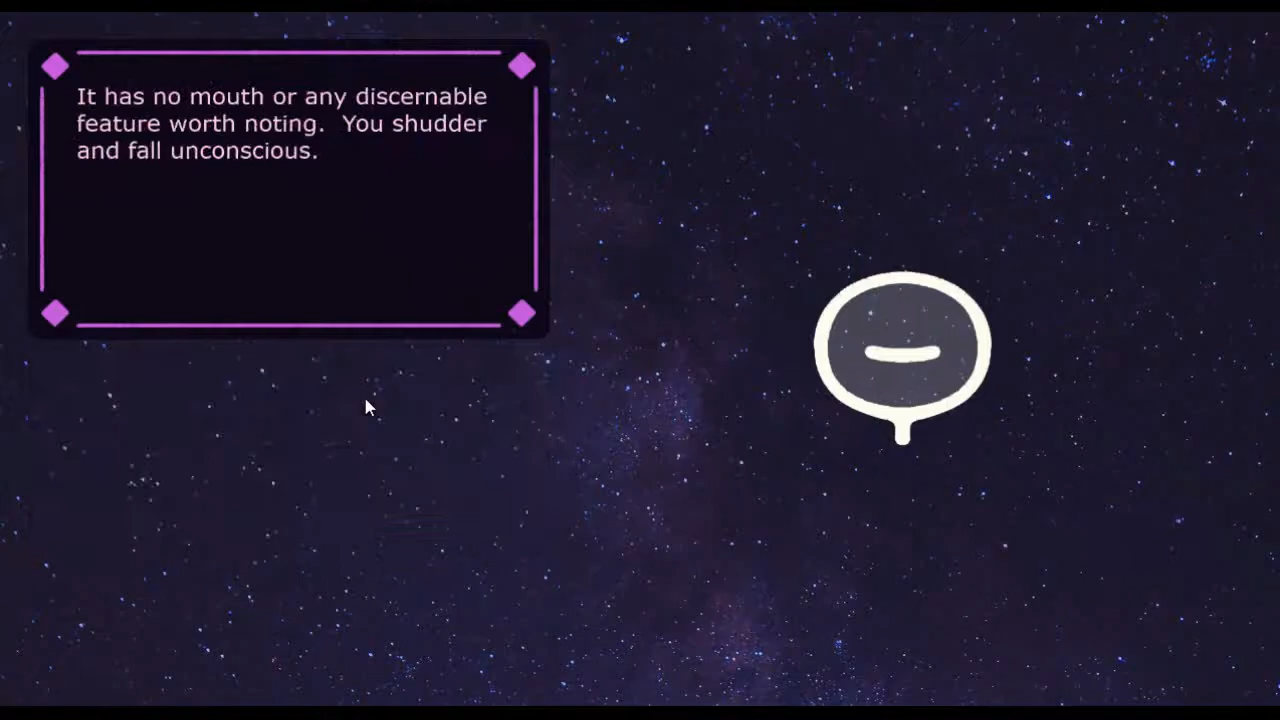 It has no mouth or any discernable
feature worth noting.  You shudder
and fall unconscious.